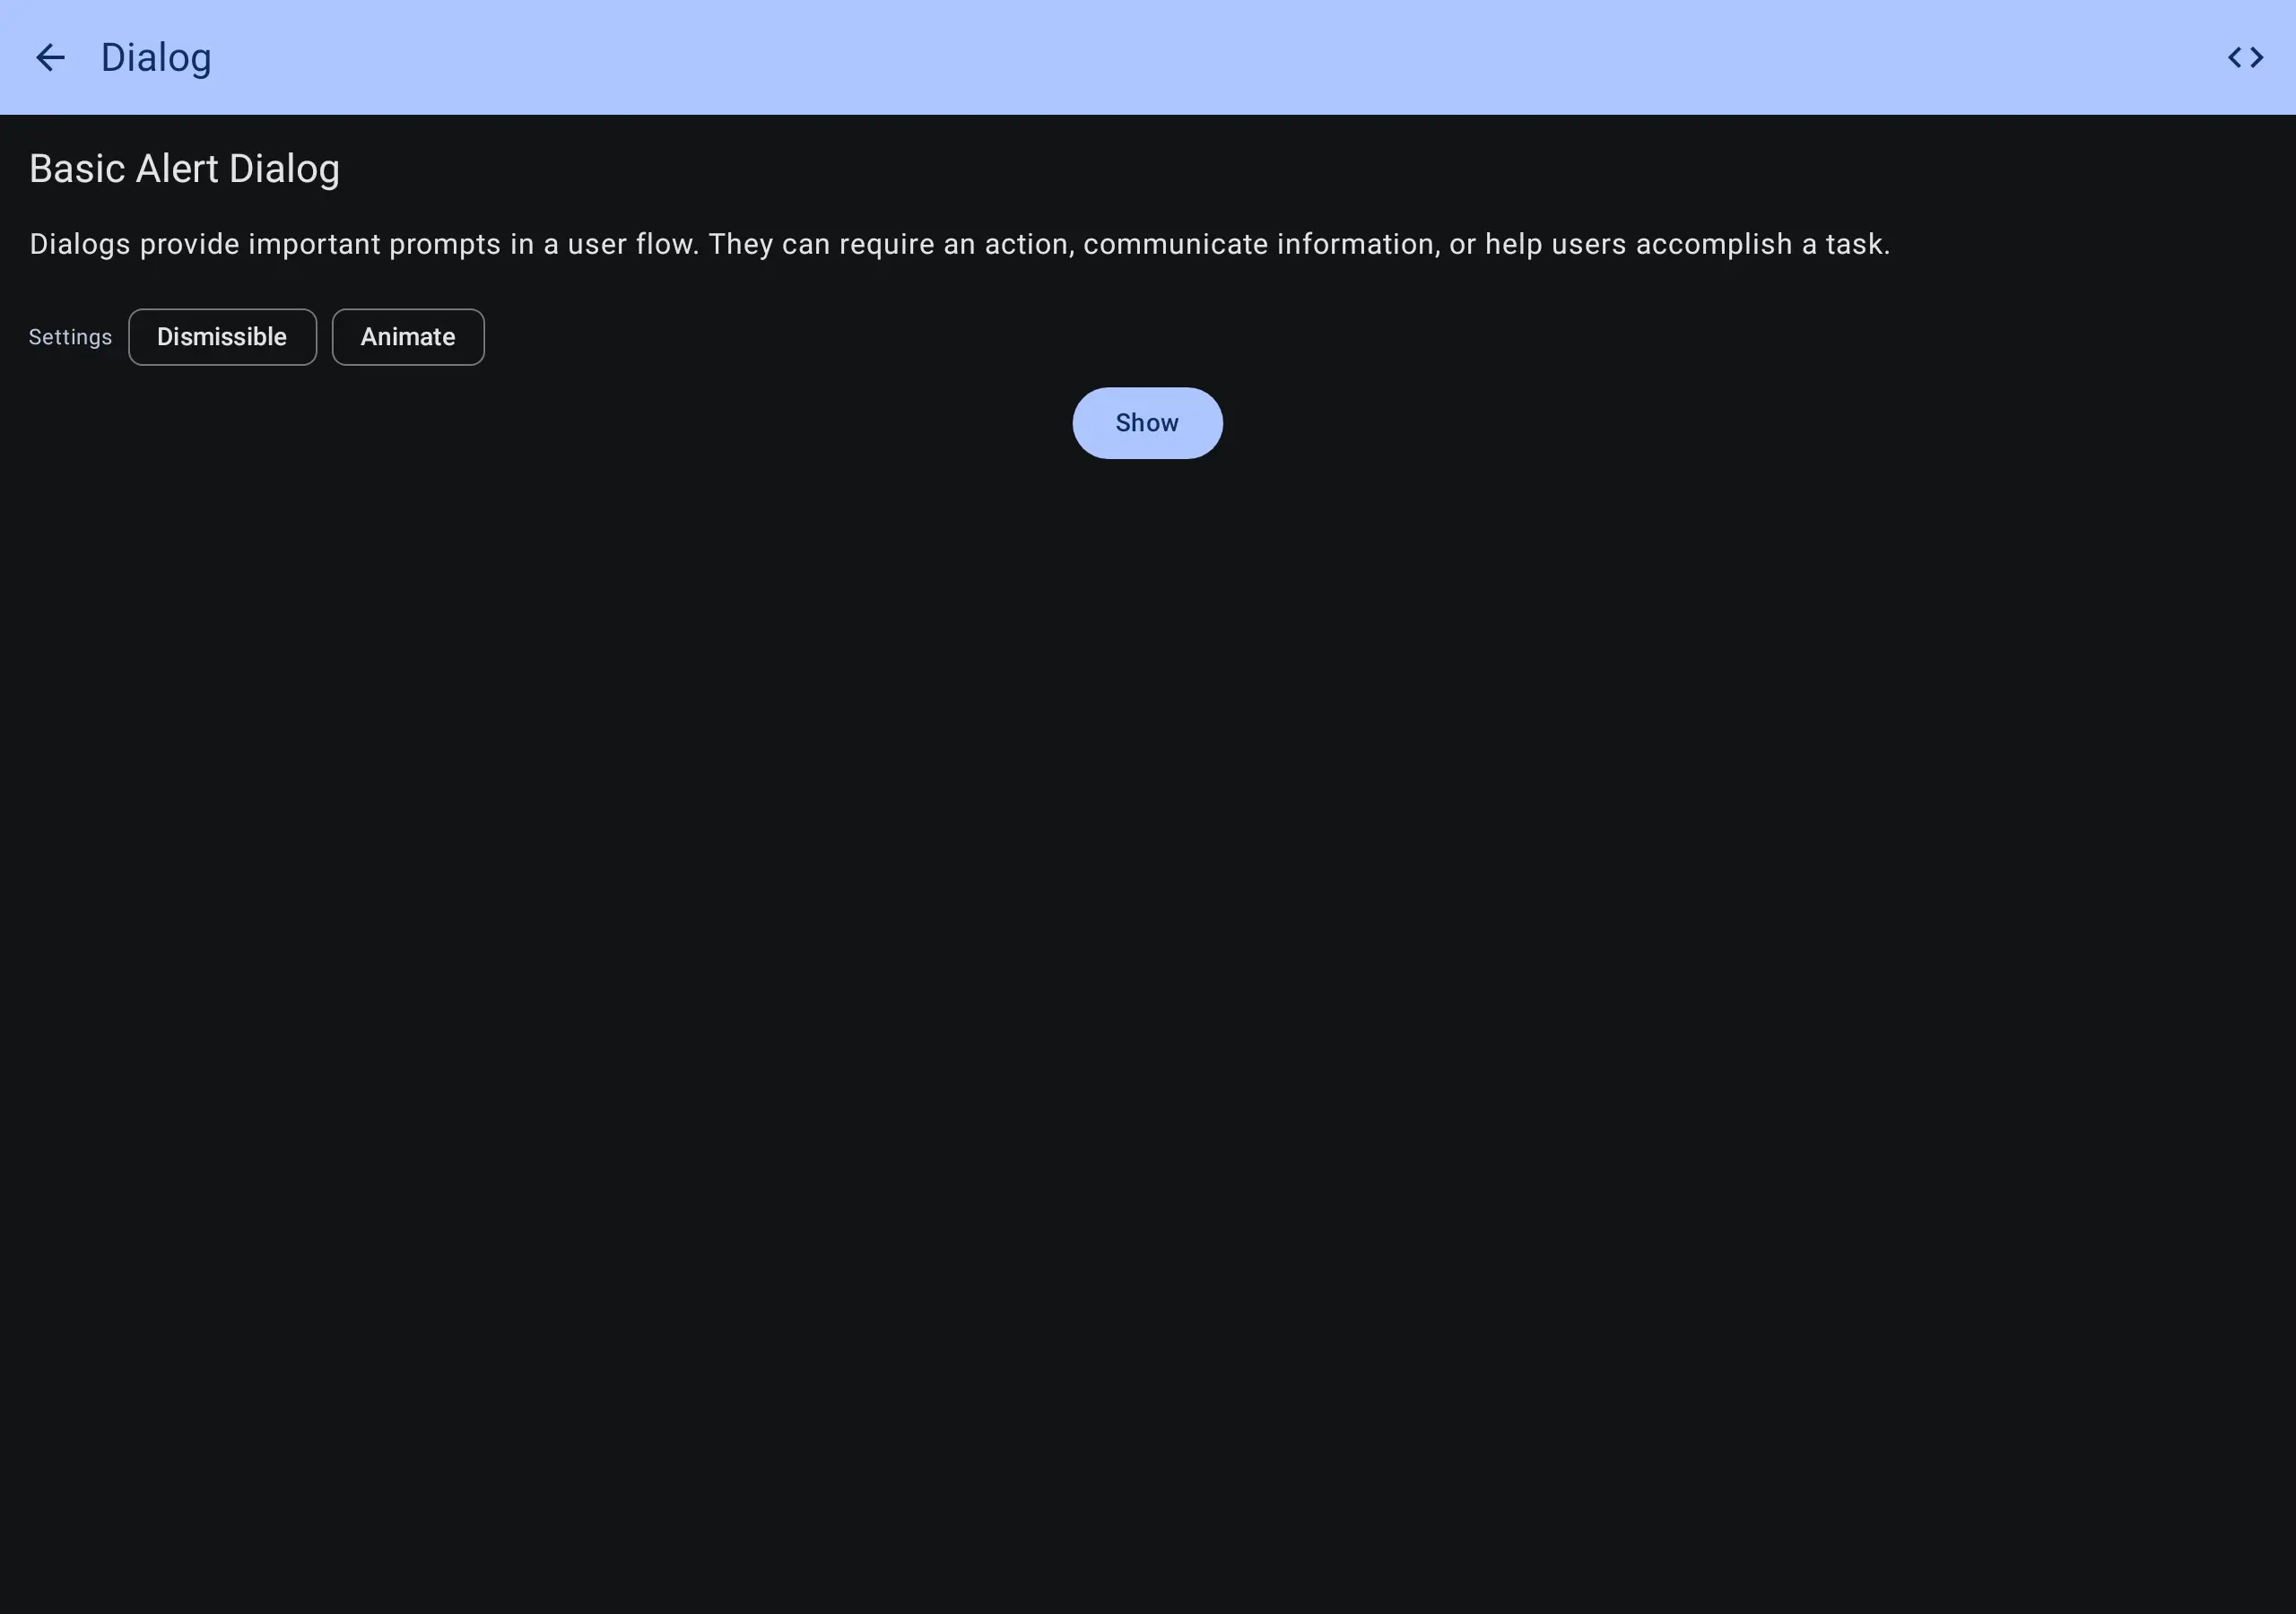 Dialog
Basic Alert Dialog
Dialogs provide important prompts in a user flow. They can require an action, communicate information, or help users accomplish a task.
Settings Dismissible Animate
Show